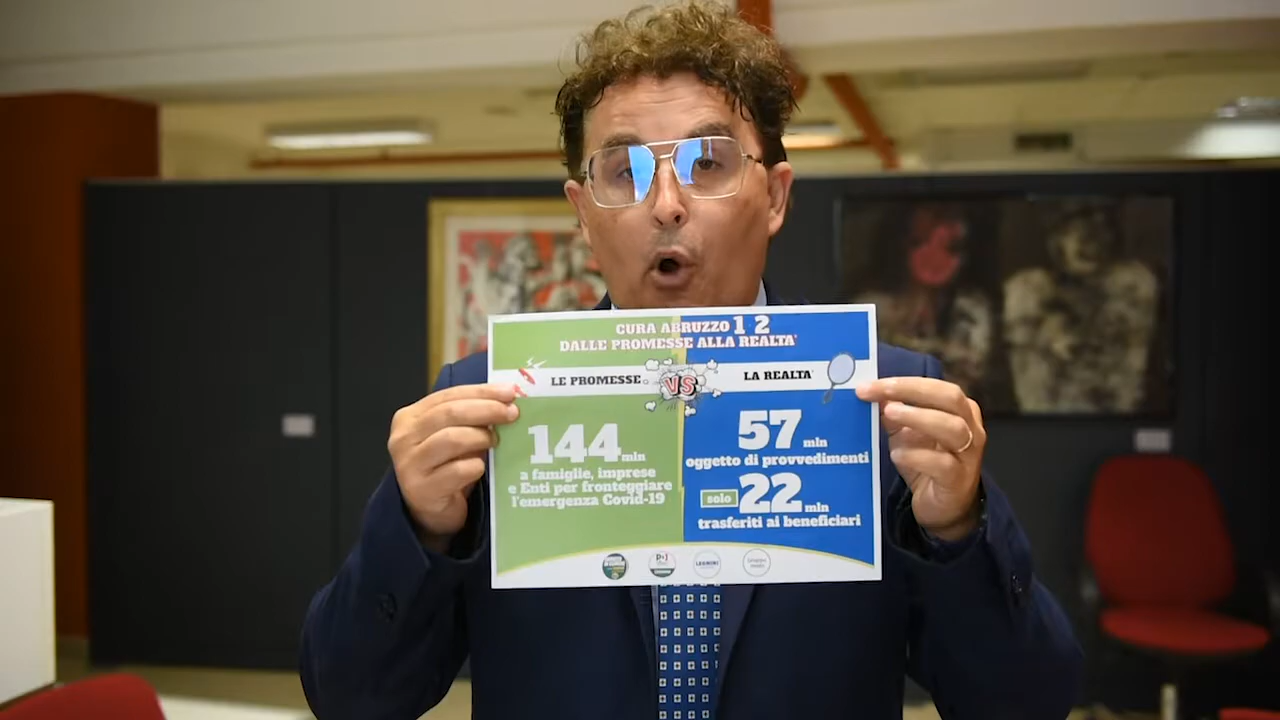 CURA ABRUZZO 1 2
DALLE PROMESSE ALLA REALTA'
LE PROMESSE
VS
LA REALTA'
144 mln
a famiglie, imprese
e Enti per fronteggiare
l'emergenza Covid-19
57 mln
oggetto di provvedimenti
solo 22 mln
trasferiti ai beneficiari
PD
LEGNINI